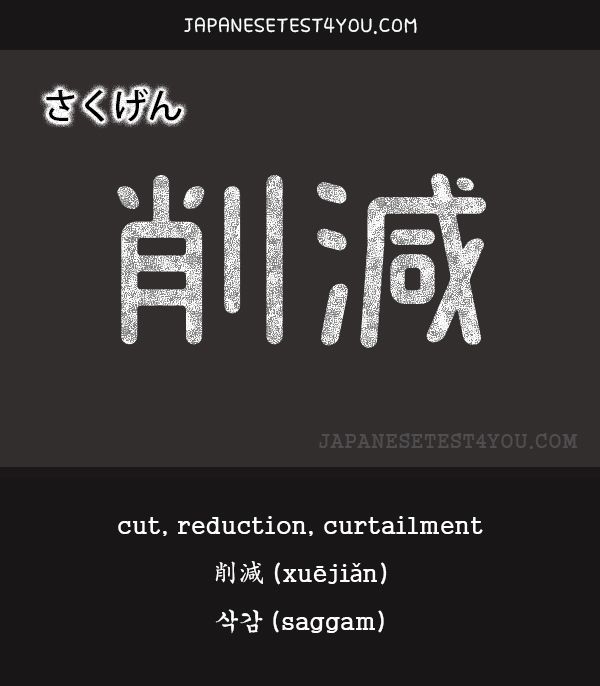 JAPANESETEST4YOU.COM
さくげん
削減
JAPANESETEST4YOU.COM
cut, reduction, curtailment
削減 (xuējiǎn)
삭감 (saggam)